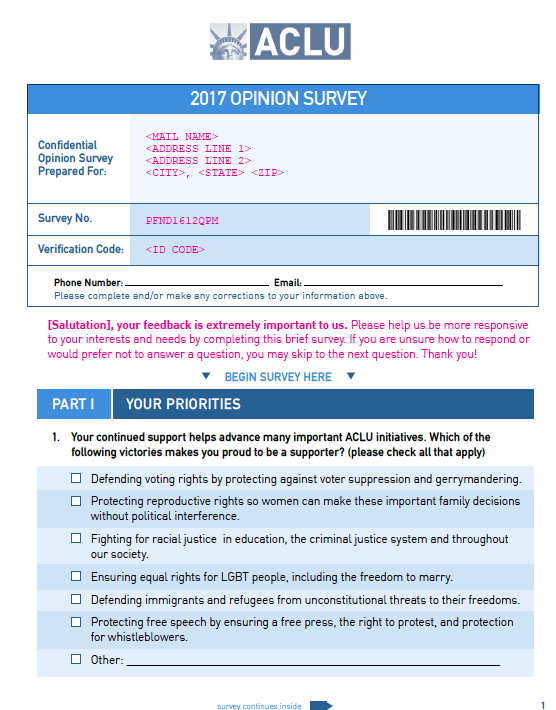 ACLU
2017 OPINION SURVEY
Confidential
Opinion Survey
Prepared For:
<MAIL NAME>
<ADDRESS LINE 1>
<ADDRESS LINE 2>
<CITY>, <STATE> <ZIP>
Survey No.
PFND1612QPM
Verification Code:
<ID CODE>
Phone Number: Email:
Please complete and/or make any corrections to your information above.
[Salutation], your feedback is extremely important to us. Please help us be more responsive
to your interests and needs by completing this brief survey. If you are unsure how to respond or
would prefer not to answer a question, you may skip to the next question. Thank you!
▼ BEGIN SURVEY HERE ▼
PART I YOUR PRIORITIES
1. Your continued support helps advance many important ACLU initiatives. Which of the
following victories makes you proud to be a supporter? (please check all that apply)
Defending voting rights by protecting against voter suppression and gerrymandering.
Protecting reproductive rights so women can make these important family decisions
without political interference.
Fighting for racial justice in education, the criminal justice system and throughout
our society.
Ensuring equal rights for LGBT people, including the freedom to marry.
Defending immigrants and refugees from unconstitutional threats to their freedoms.
Protecting free speech by ensuring a free press, the right to protest, and protection
for whistleblowers.
Other:
survey continues inside
1